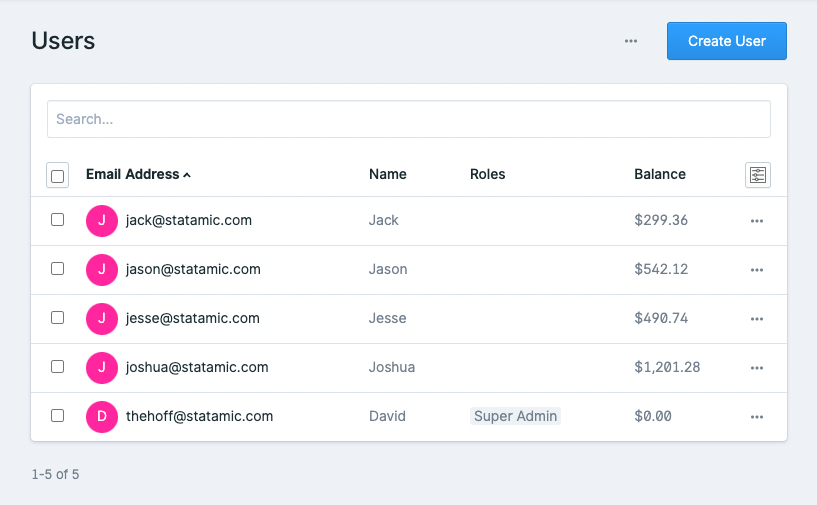 Users
Create User
Search...
Email Address Name Roles Balance
J jack@statamic.com Jack $299.36
J jason@statamic.com Jason $542.12
J jesse@statamic.com Jesse $490.74
J joshua@statamic.com Joshua $1,201.28
D thehoff@statamic.com David Super Admin $0.00
1-5 of 5